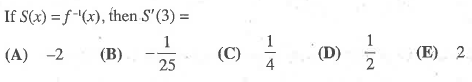 If S(x) = f⁻¹(x), then S′(3) =
(A) −2 (B) −1/25 (C) 1/4 (D) 1/2 (E) 2